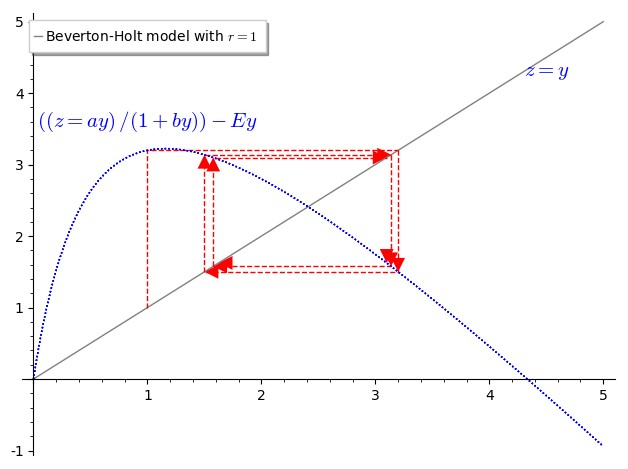 5
Beverton-Holt model with r = 1
z = y
4
((z = ay) /(1 + by)) − Ey
3
2
1
1 2 3 4 5
-1